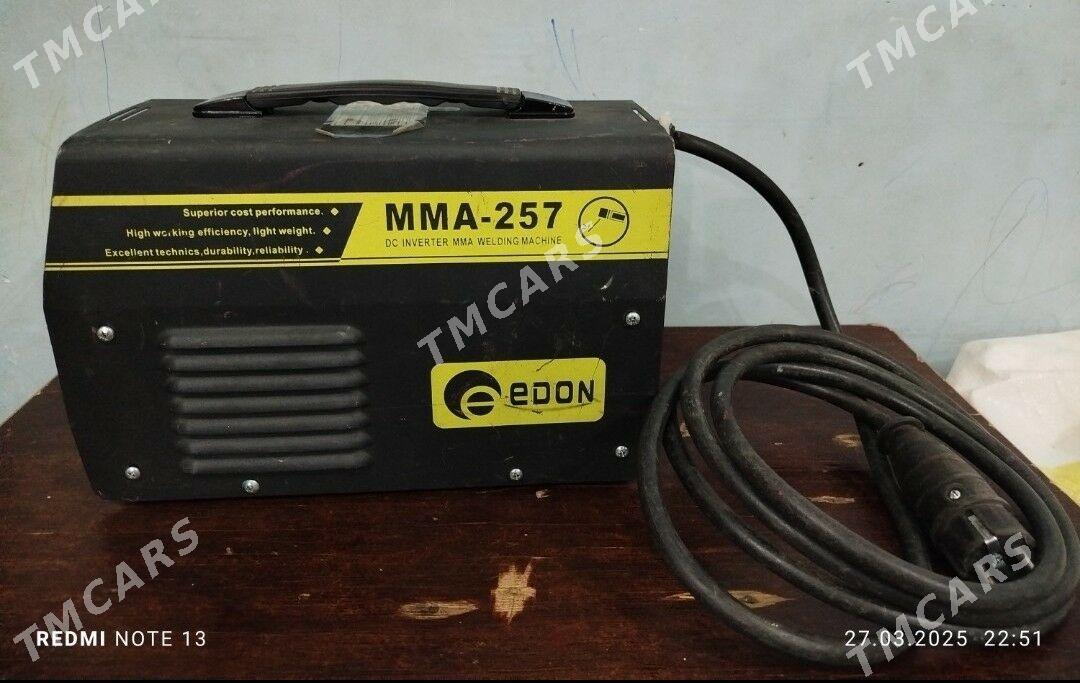 TMCARS
TMCARS
Superior cost performance. ◆
High working efficiency, light weight. ◆
Excellent technics,durability,reliability . ◆
MMA-257
DC INVERTER MMA WELDING MACHINE
TMCARS
e eDON
TMCARS
TMCARS
REDMI NOTE 13
27.03.2025 22:51